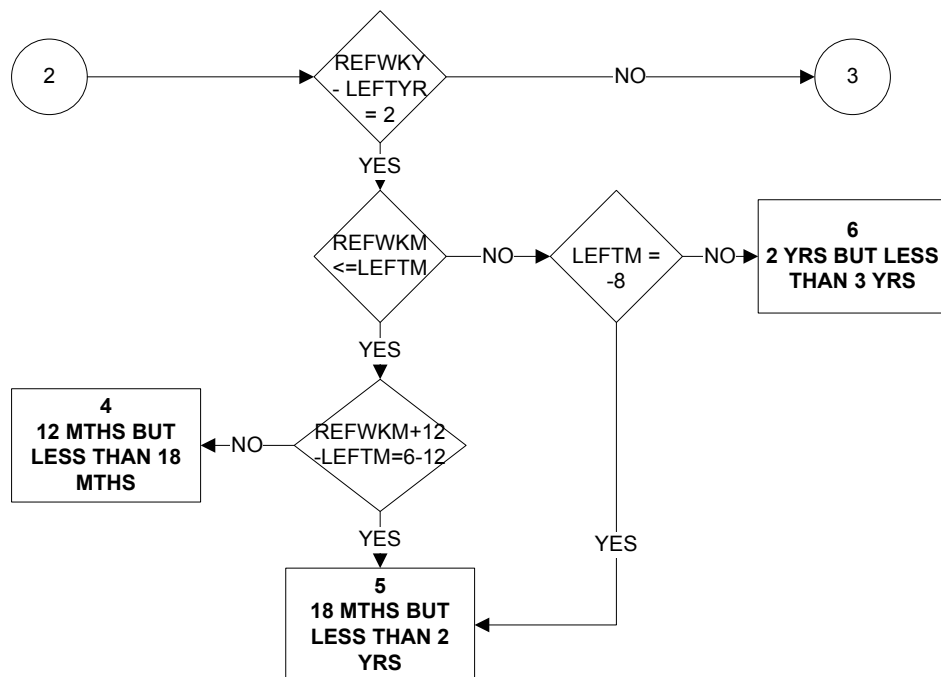 2
REFWKY
- LEFTYR
= 2
NO
3
YES
REFWKM
<=LEFTM
NO
LEFTM =
-8
NO
6
2 YRS BUT LESS
THAN 3 YRS
YES
4
12 MTHS BUT
LESS THAN 18
MTHS
NO
REFWKM+12
-LEFTM=6-12
YES
YES
5
18 MTHS BUT
LESS THAN 2
YRS